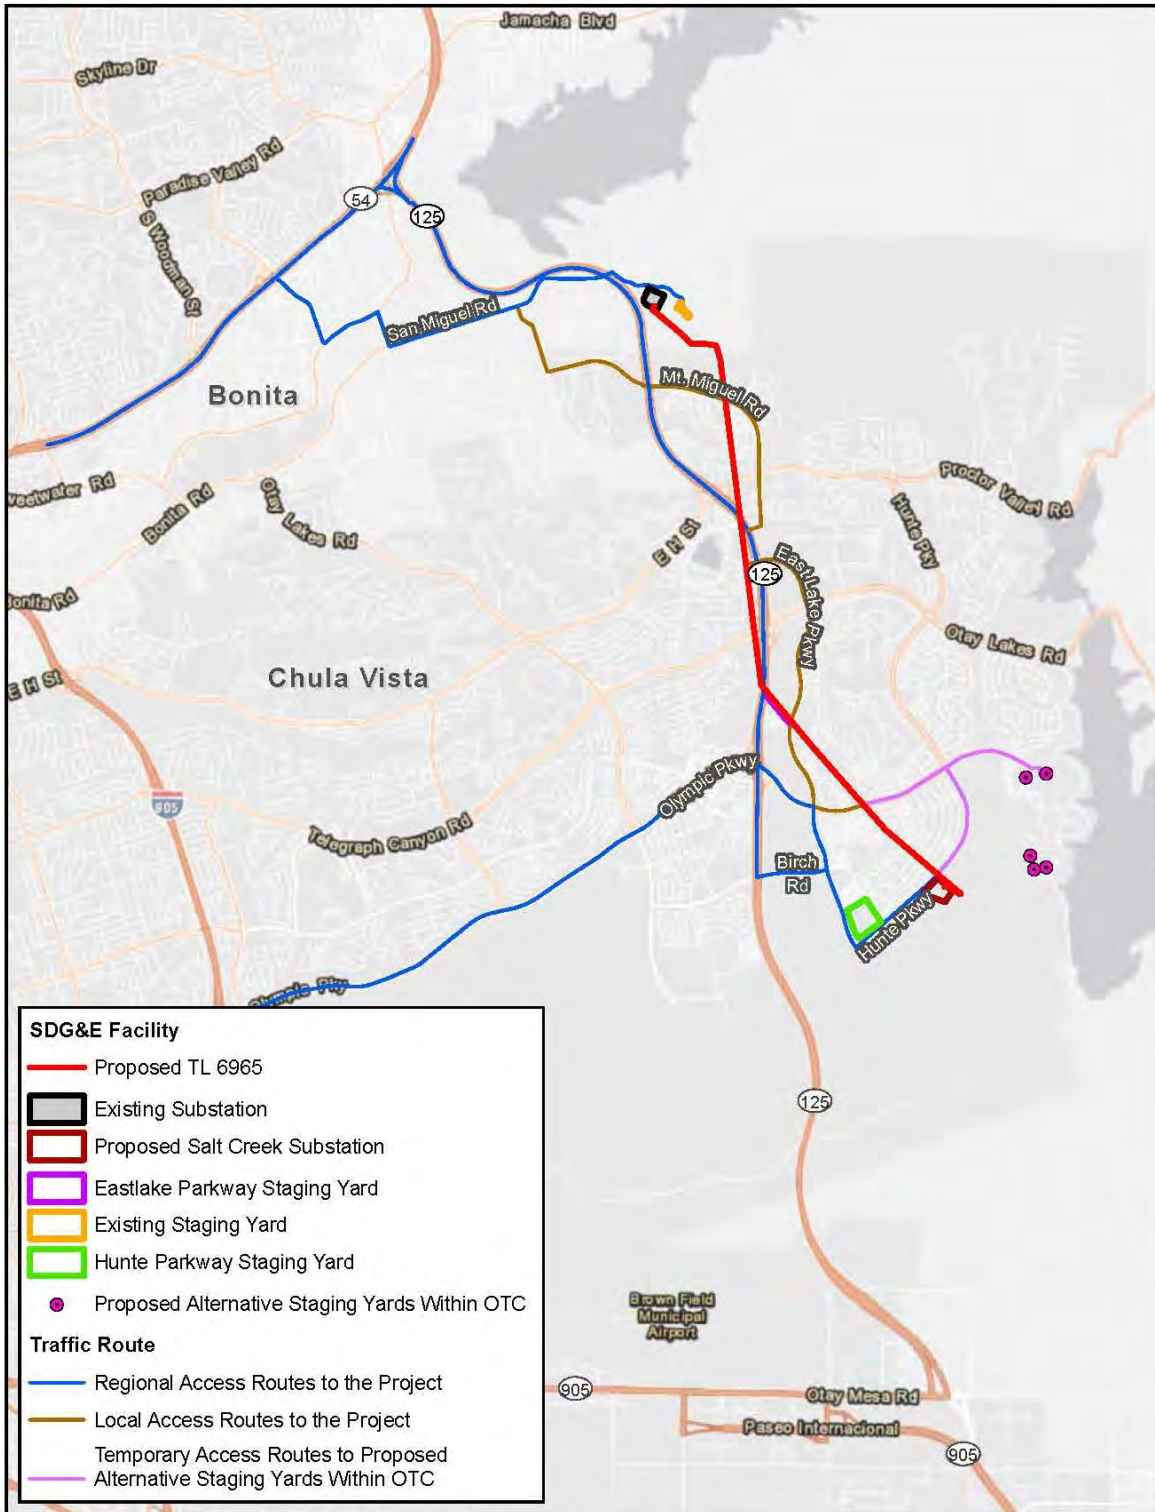 Jamacha Blvd
Skyline Dr
Paradise Valley Rd
54
125
S Woodman St
San Miguel Rd
Bonita
Mt. Miguel Rd
weetwater Rd
Bonita Rd
Otay Lakes Rd
Proctor Valley Rd
Hunte Pky
E H St
125
East Lake Pkwy
Bonita Rd
Otay Lakes Rd
E H St
Chula Vista
Olympic Pkwy
905
Telegraph Canyon Rd
Birch
Rd
Hunte Pkwy
Olympic Pky
125
SDG&E Facility
Proposed TL 6965
Existing Substation
Proposed Salt Creek Substation
Eastlake Parkway Staging Yard
Existing Staging Yard
Hunte Parkway Staging Yard
Proposed Alternative Staging Yards Within OTC
Traffic Route
Regional Access Routes to the Project
Local Access Routes to the Project
Temporary Access Routes to Proposed
Alternative Staging Yards Within OTC
Brown Field
Municipal
Airport
905
Otay Mesa Rd
Paseo Internacional
905